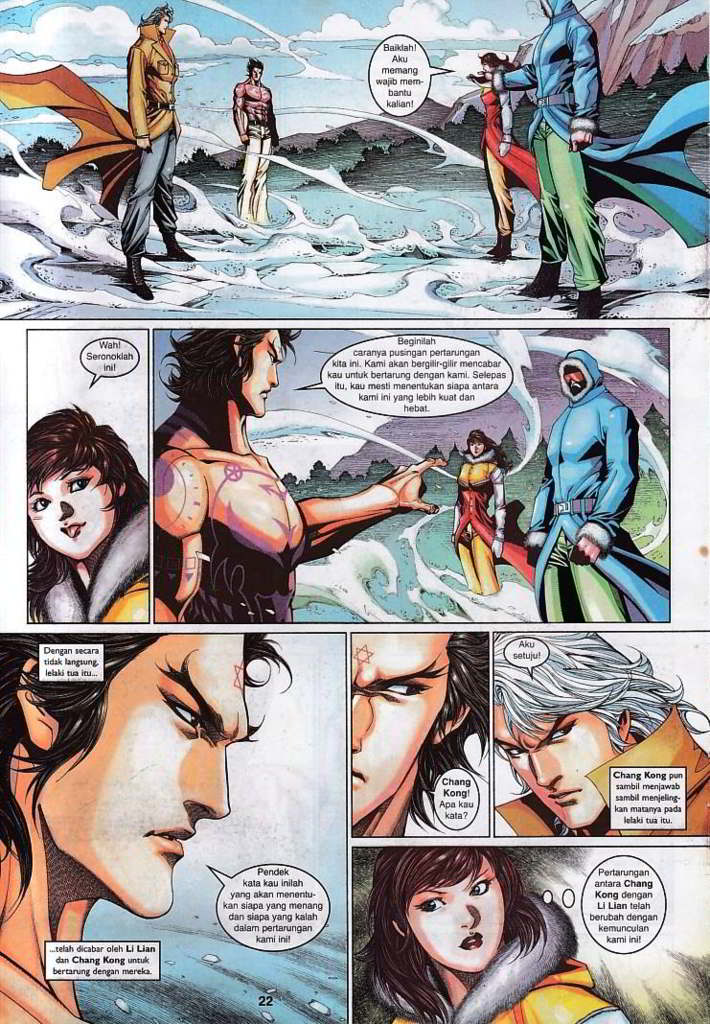 Baiklah!
Aku
memang
wajib mem-
bantu
kalian!
Wah!
Seronoklah
ini!
Beginilah
caranya pusingan pertarungan
kita ini. Kami akan bergilir-gilir mencabar
kau untuk bertarung dengan kami. Selepas
itu, kau mesti menentukan siapa antara
kami ini yang lebih kuat dan
hebat.
Dengan secara
tidak langsung,
lelaki tua itu...
Pendek
kata kau inilah
yang akan menentu-
kan siapa yang menang
dan siapa yang kalah
dalam pertarungan
kami ini!
...telah dicabar oleh Li Lian
dan Chang Kong untuk
bertarung dengan mereka.
Chang
Kong!
Apa kau
kata?
Aku
setuju!
Chang Kong pun
sambil menjawab
sambil menjeling-
kan matanya pada
lelaki tua itu.
Pertarungan
antara Chang
Kong dengan
Li Lian telah
berubah dengan
kemunculan
kami ini!
22